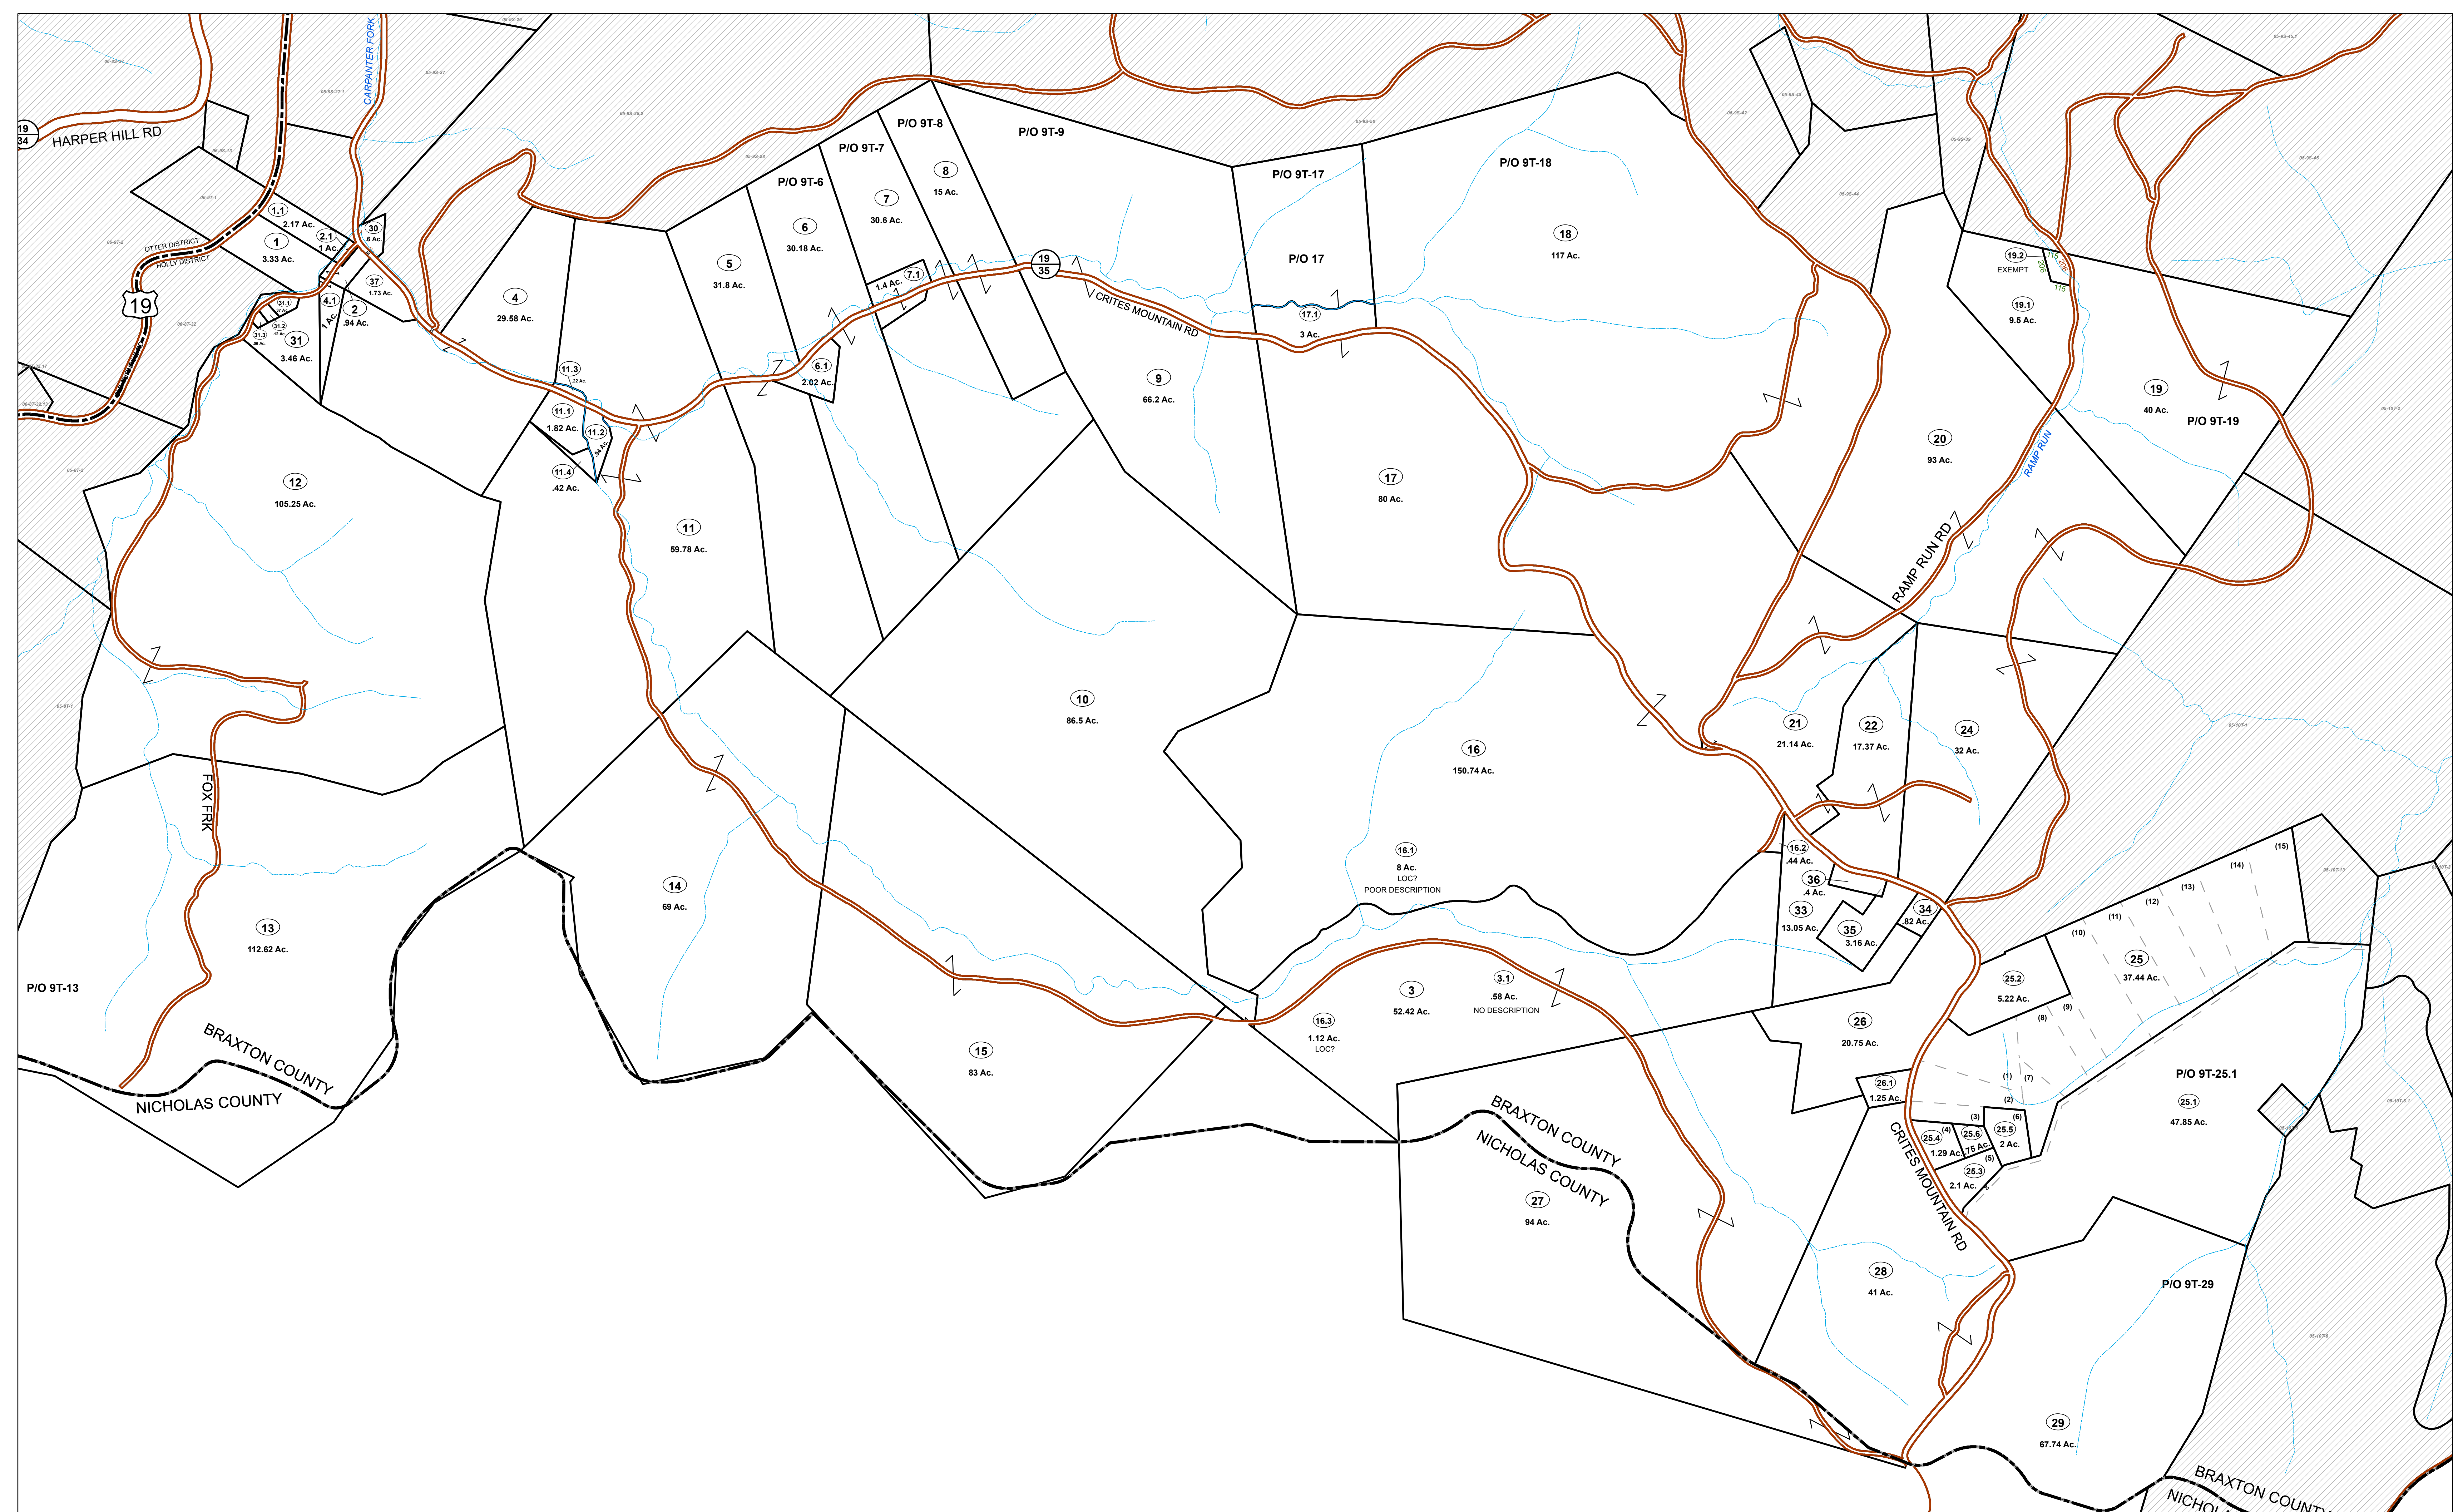 CARPANTER FORK
19
34
HARPER HILL RD
P/O 9T-8
P/O 9T-9
P/O 9T-7
P/O 9T-6
P/O 9T-17
P/O 9T-18
8
15 Ac.
7
30.6 Ac.
6
30.18 Ac.
1.1
2.17 Ac.
1
3.33 Ac.
2.1
1 Ac.
30
.6 Ac.
OTTER DISTRICT
HOLLY DISTRICT
19
37
1.73 Ac.
4.1
1 Ac.
2
.94 Ac.
31.1
31.2
31.3
31
3.46 Ac.
4
29.58 Ac.
5
31.8 Ac.
7.1
1.4 Ac.
19
35
CRITES MOUNTAIN RD
P/O 17
17.1
3 Ac.
18
117 Ac.
19.2
EXEMPT
115
206
206
115
19.1
9.5 Ac.
19
40 Ac.
P/O 9T-19
6.1
2.02 Ac.
11.3
.22 Ac.
11.1
1.82 Ac.
11.2
.94 Ac.
11.4
.42 Ac.
9
66.2 Ac.
20
93 Ac.
RAMP RUN
12
105.25 Ac.
17
80 Ac.
11
59.78 Ac.
RAMP RUN RD
10
86.5 Ac.
16
150.74 Ac.
21
21.14 Ac.
22
17.37 Ac.
24
32 Ac.
FOX FRK
16.1
8 Ac.
LOC?
POOR DESCRIPTION
16.2
.44 Ac.
36
.4 Ac.
33
13.05 Ac.
35
3.16 Ac.
34
.82 Ac.
14
69 Ac.
13
112.62 Ac.
P/O 9T-13
(15)
(14)
(13)
(12)
(11)
(10)
25
37.44 Ac.
25.2
5.22 Ac.
(9)
(8)
3
52.42 Ac.
3.1
.58 Ac.
NO DESCRIPTION
16.3
1.12 Ac.
LOC?
26
20.75 Ac.
15
83 Ac.
BRAXTON COUNTY
NICHOLAS COUNTY
(1)
(7)
(2)
P/O 9T-25.1
25.1
47.85 Ac.
26.1
1.25 Ac.
(3)
(6)
(4)
25.4
1.29 Ac.
25.6
.75 Ac.
25.5
2 Ac.
(5)
25.3
2.1 Ac.
BRAXTON COUNTY
NICHOLAS COUNTY
CRITES MOUNTAIN RD
27
94 Ac.
28
41 Ac.
P/O 9T-29
29
67.74 Ac.
BRAXTON COUNTY